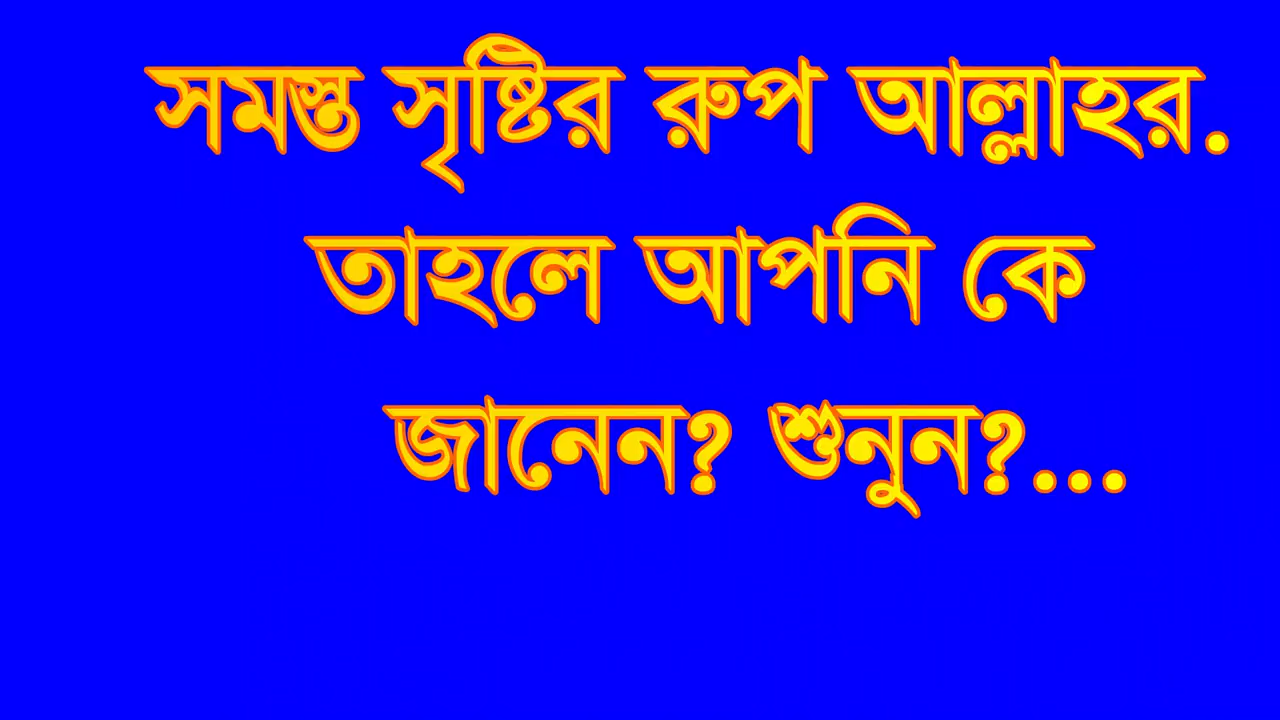 সমস্ত সৃষ্টির রুপ আল্লাহর.
তাহলে আপনি কে
জানেন? শুনুন?...